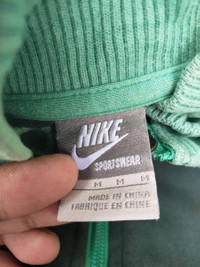 NIKE
SPORTSWEAR
M M M
MADE IN CHINA
FABRIQUÉ EN CHINE